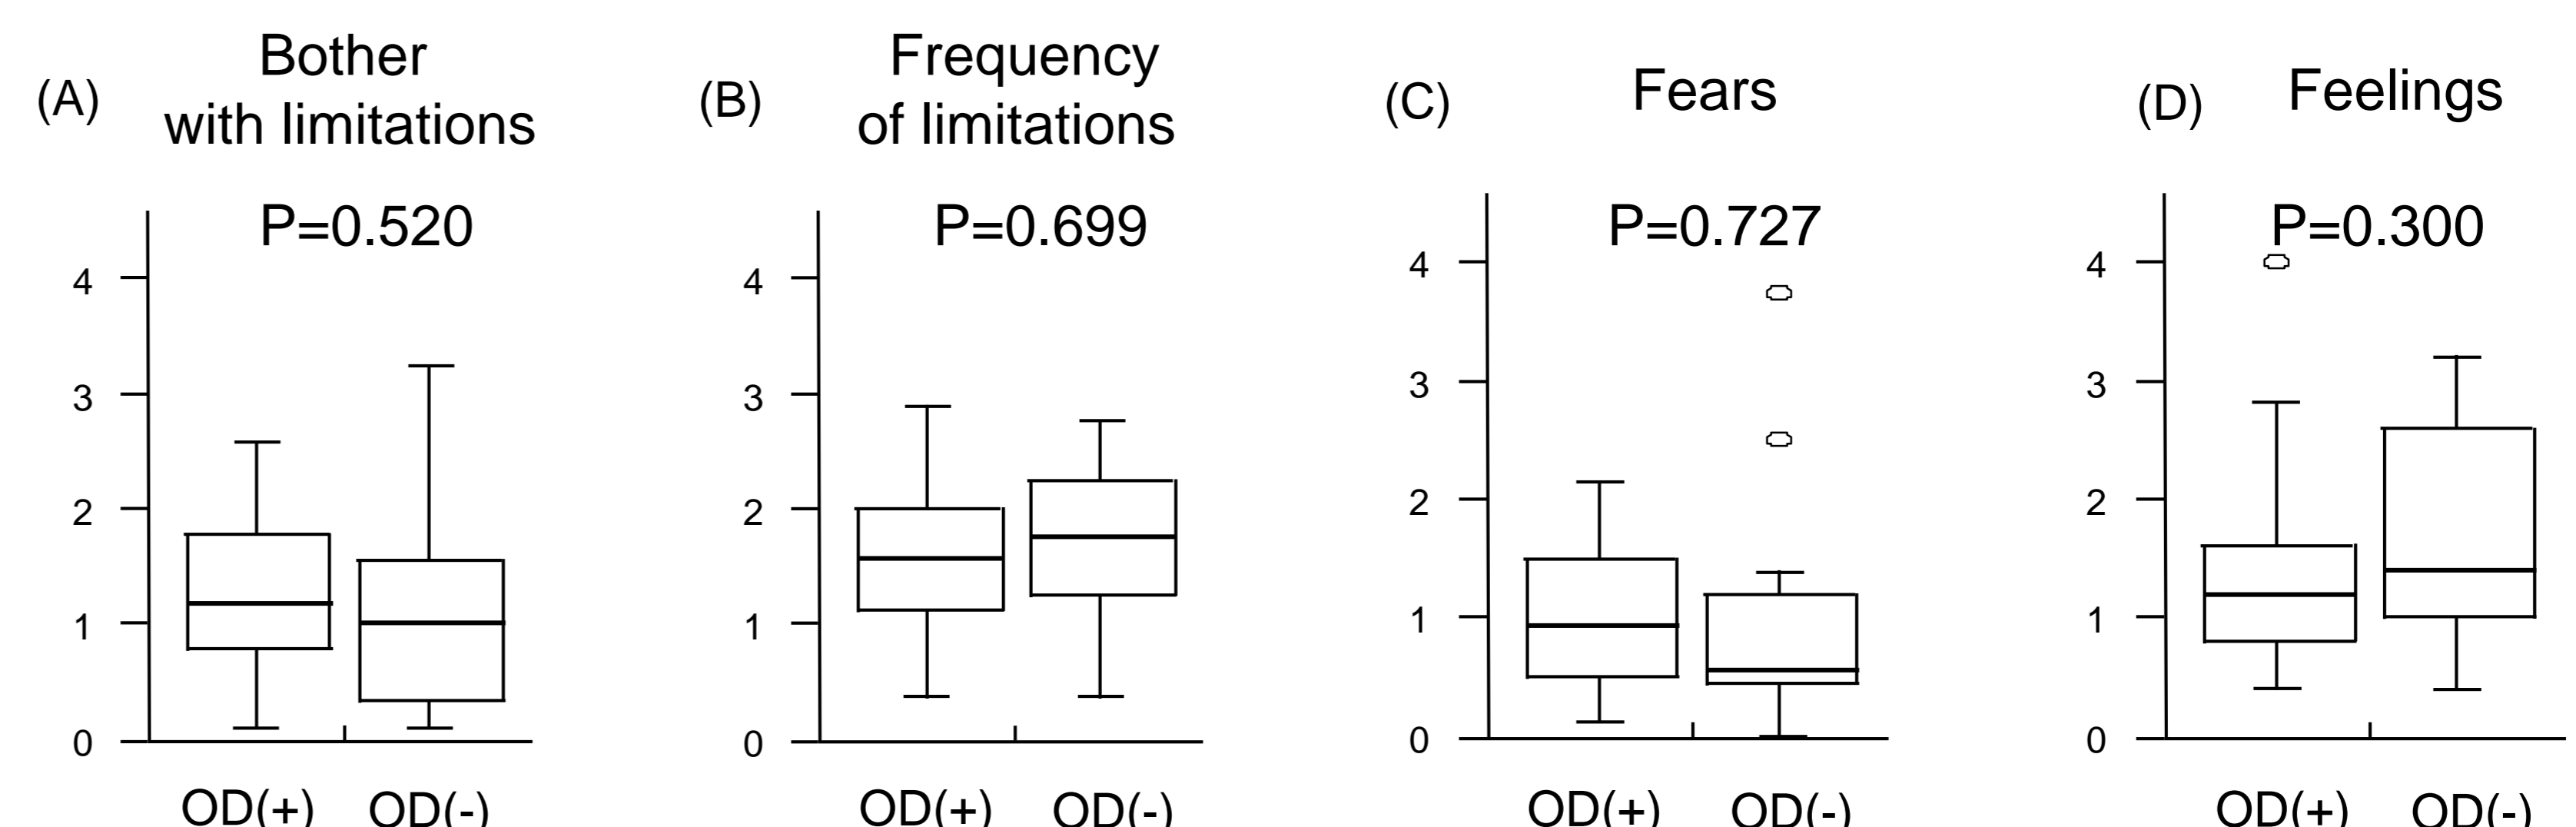 (A)
Bother
with limitations
P=0.520
4
3
2
1
0
OD(+) OD(-)
(B)
Frequency
of limitations
P=0.699
4
3
2
1
0
OD(+) OD(-)
(C)
Fears
P=0.727
4
3
2
1
0
OD(+) OD(-)
(D)
Feelings
P=0.300
4
3
2
1
0
OD(+) OD(-)